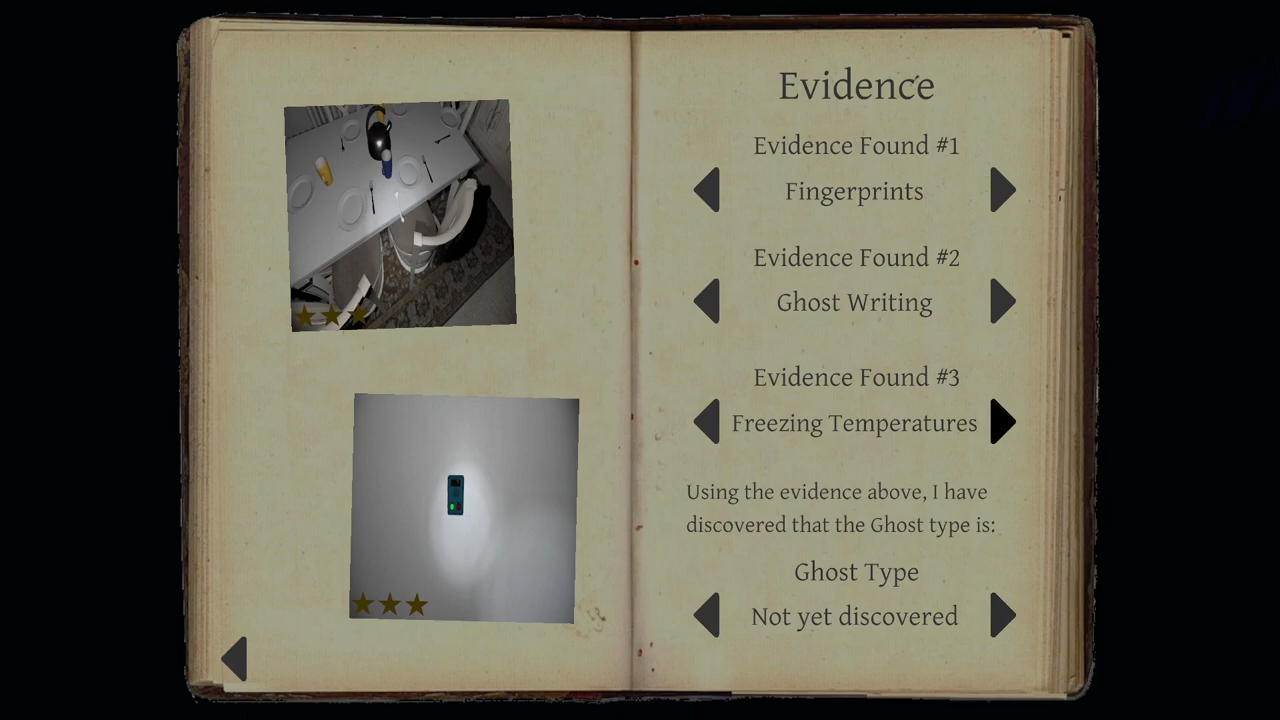 Evidence
Evidence Found #1
Fingerprints
Evidence Found #2
Ghost Writing
Evidence Found #3
Freezing Temperatures
Using the evidence above, I have
discovered that the Ghost type is:
Ghost Type
Not yet discovered